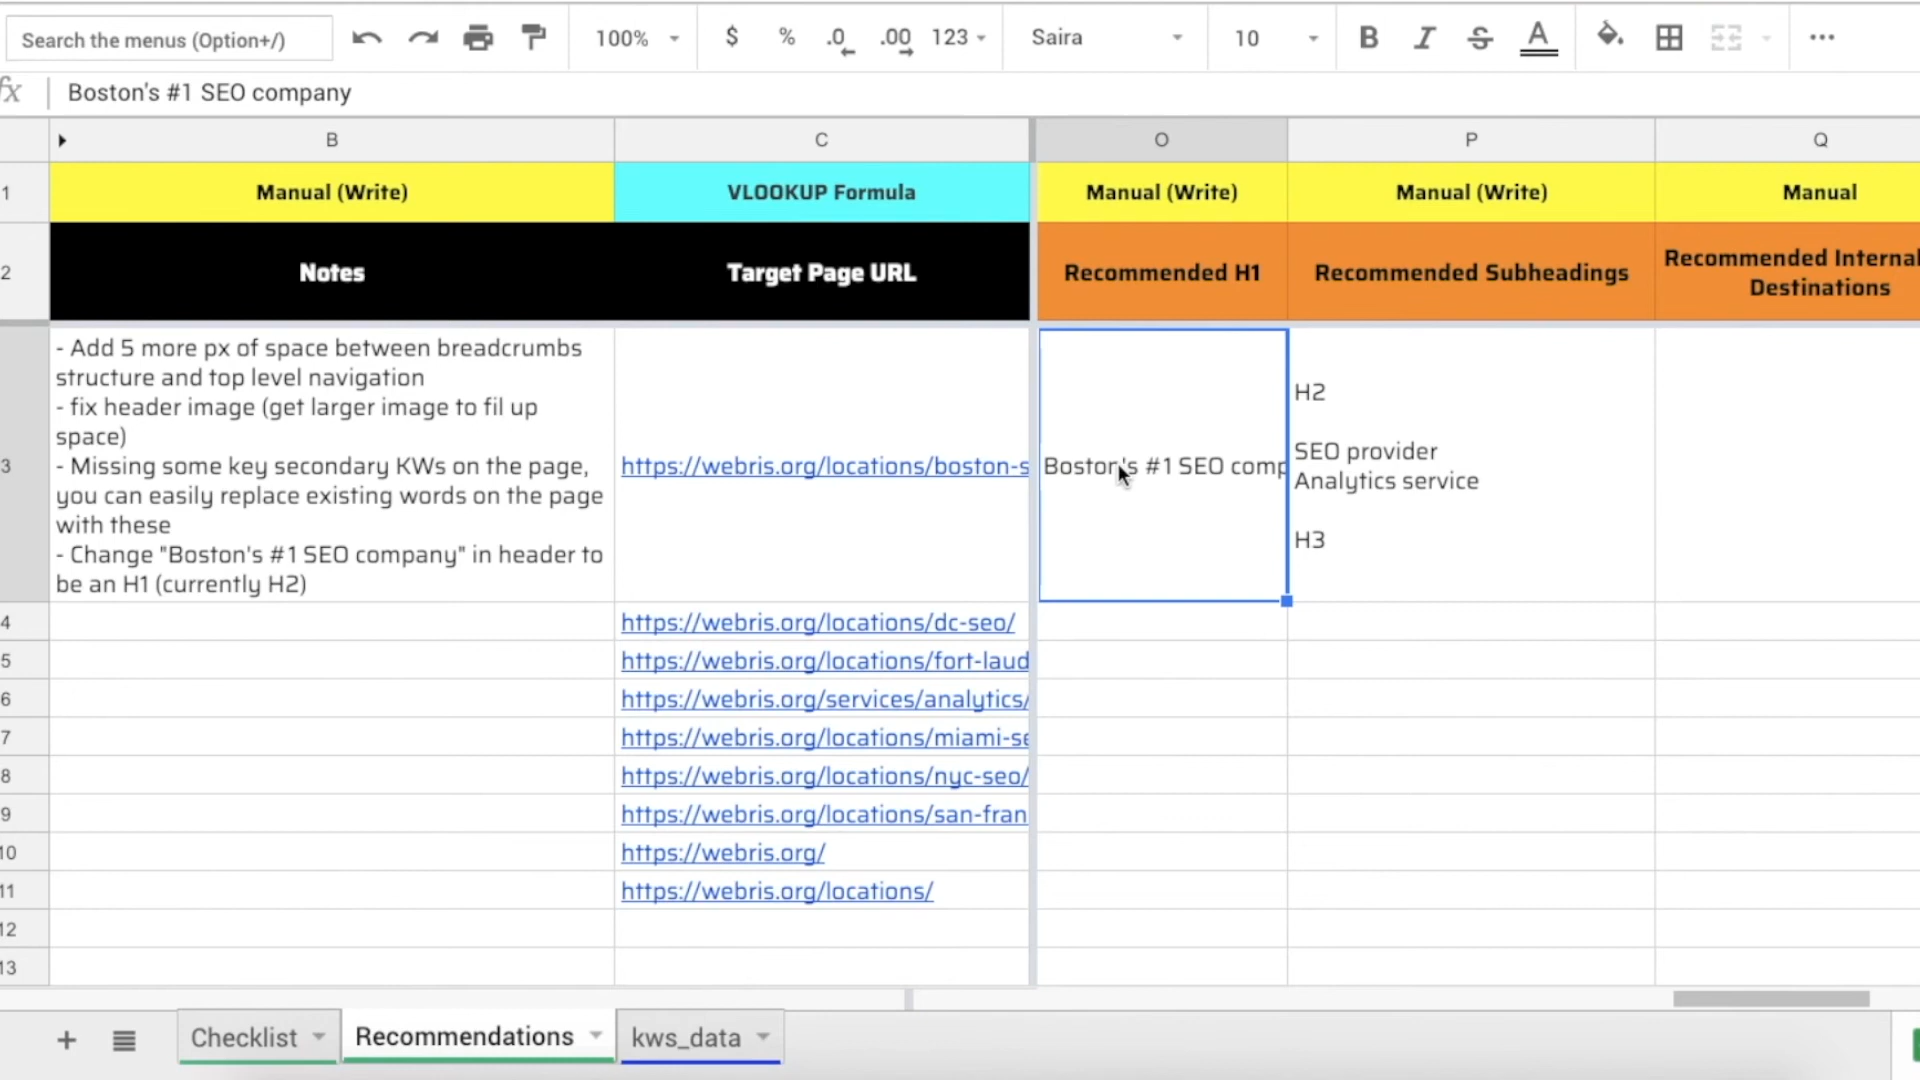 Search the menus (Option+/)
100%
$ % .0 .00 123
Saira
10
B I S A
fx
Boston's #1 SEO company
B C O P Q
1
Manual (Write)
VLOOKUP Formula
Manual (Write)
Manual (Write)
Manual
2
Notes
Target Page URL
Recommended H1
Recommended Subheadings
Recommended Internal
Destinations
3
- Add 5 more px of space between breadcrumbs
structure and top level navigation
- fix header image (get larger image to fil up
space)
- Missing some key secondary KWs on the page,
you can easily replace existing words on the page
with these
- Change "Boston's #1 SEO company" in header to
be an H1 (currently H2)
https://webris.org/locations/boston-s
Boston's #1 SEO comp
H2
SEO provider
Analytics service
H3
4
https://webris.org/locations/dc-seo/
5
https://webris.org/locations/fort-laud
6
https://webris.org/services/analytics/
7
https://webris.org/locations/miami-se
8
https://webris.org/locations/nyc-seo/
9
https://webris.org/locations/san-fran
10
https://webris.org/
11
https://webris.org/locations/
12
13
Checklist
Recommendations
kws_data